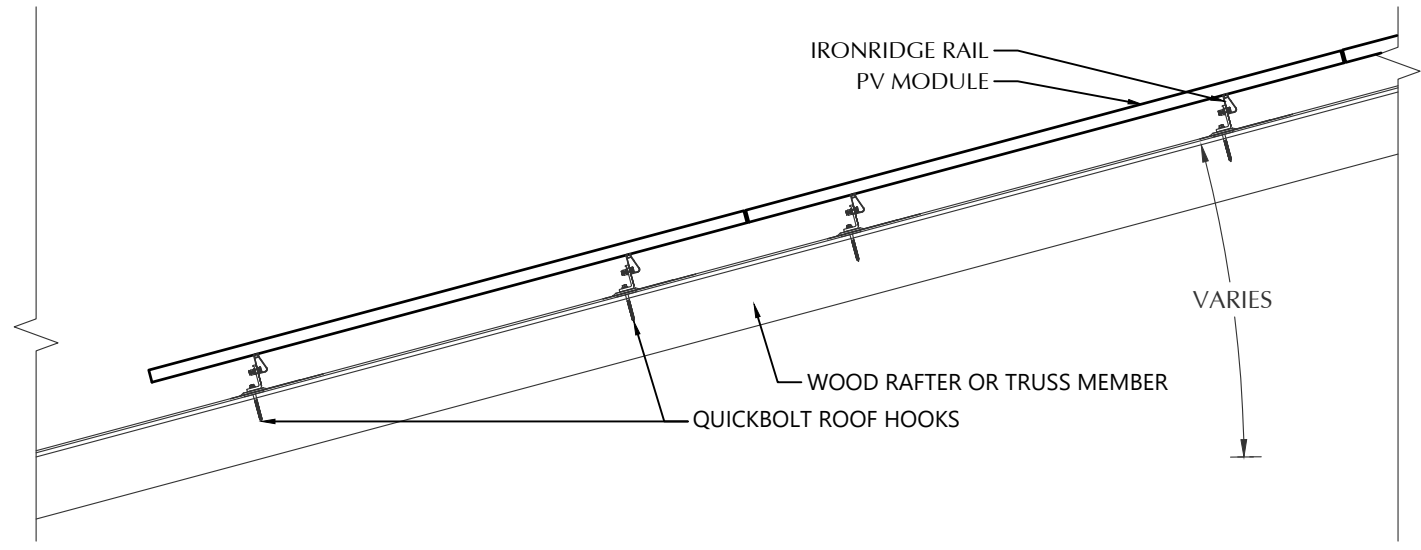 IRONRIDGE RAIL
PV MODULE
VARIES
WOOD RAFTER OR TRUSS MEMBER
QUICKBOLT ROOF HOOKS